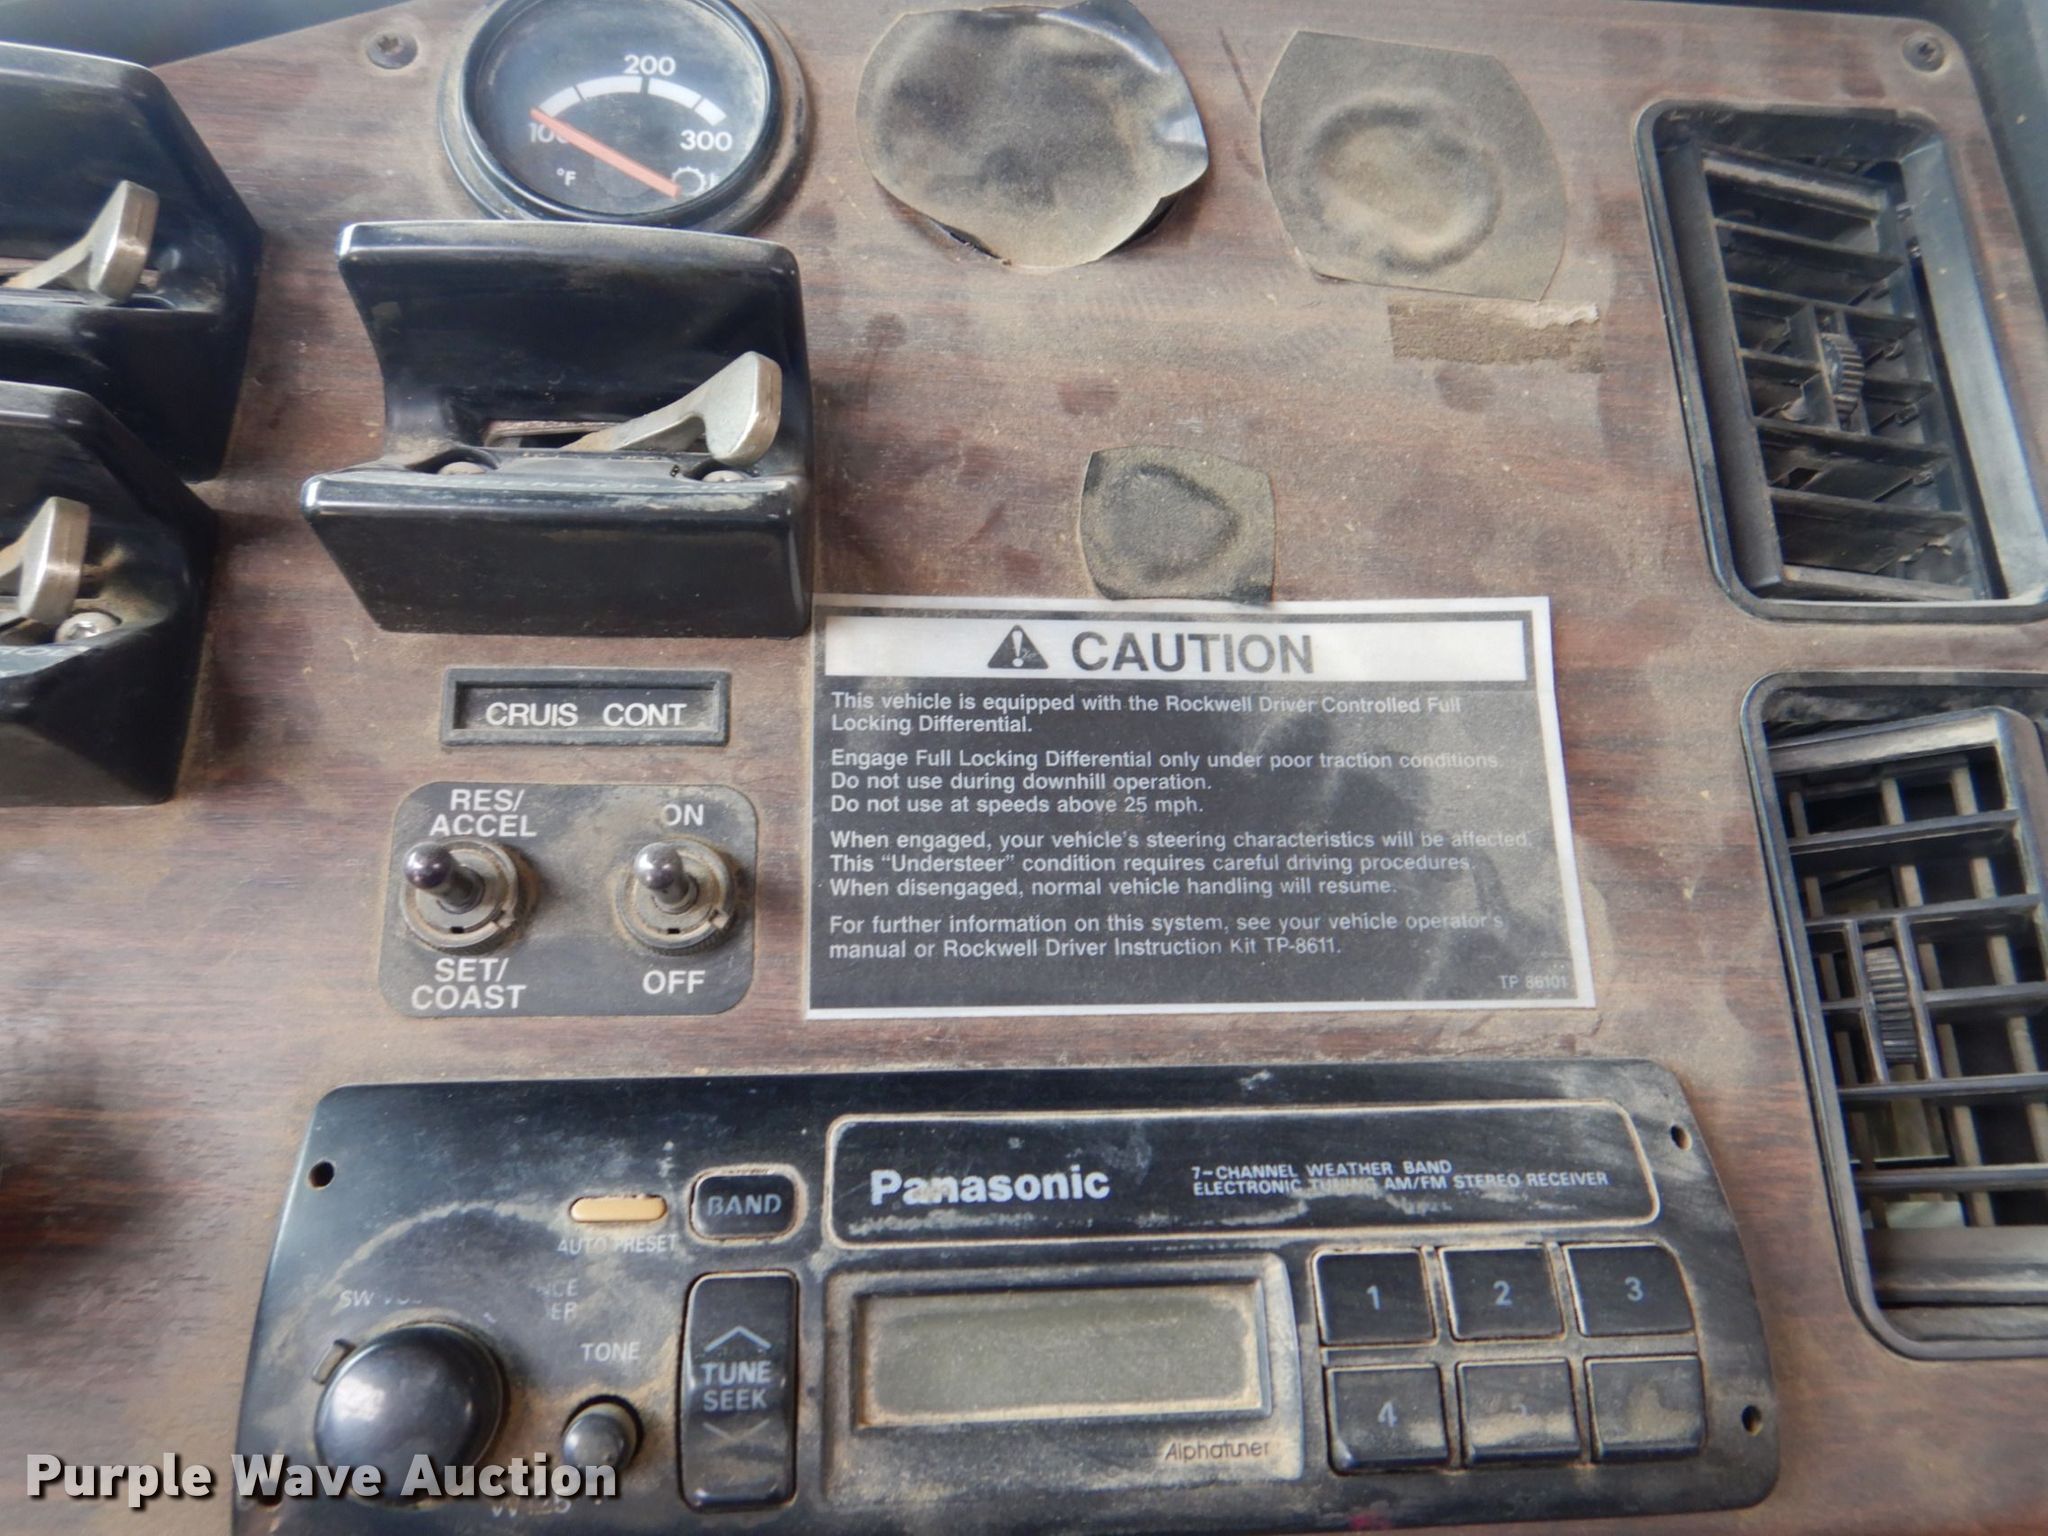 200
100
300
°F
CRUIS CONT
RES/
ACCEL
ON
SET/
COAST
OFF
CAUTION
This vehicle is equipped with the Rockwell Driver Controlled Full
Locking Differential.
Engage Full Locking Differential only under poor traction conditions.
Do not use during downhill operation.
Do not use at speeds above 25 mph.
When engaged, your vehicle's steering characteristics will be affected.
This "Understeer" condition requires careful driving procedures.
When disengaged, normal vehicle handling will resume.
For further information on this system, see your vehicle operator's
manual or Rockwell Driver Instruction Kit TP-8611.
TP 86101
Panasonic
7-CHANNEL WEATHER BAND
ELECTRONIC TUNING AM/FM STEREO RECEIVER
BAND
AUTO PRESET
SW
TONE
TUNE
SEEK
1
2
3
4
5
Alphatuner
Purple Wave Auction